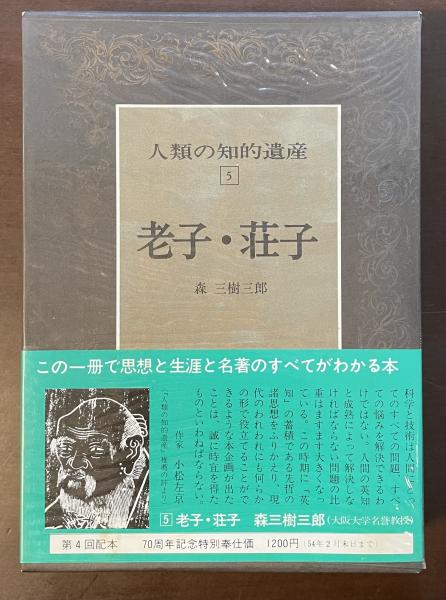 人類の知的遺産
5
老子・荘子
森 三樹三郎
この一冊で思想と生涯と名著のすべてがわかる本
科学と技術は人間にとっ
てのすべての問題、すべ
ての悩みを解決できるわ
けではない。人間の英知
と成熟によって解決しな
ければならない問題の比
重はますます大きくなっ
ている。この時期に「英
知」の蓄積である先哲の
諸思想をふりかえり、現
代のわれわれにも何らか
の形で役立てることがで
きるような本企画が出た
ことは、誠に時宜を得た
ものといわねばならない。
作家 小松左京
(「人類の知的遺産」推薦の辞より)
5 老子・荘子 森三樹三郎(大阪大学名誉教授)
第4回配本 70周年記念特別奉仕価 1200円(54年2月末日まで)